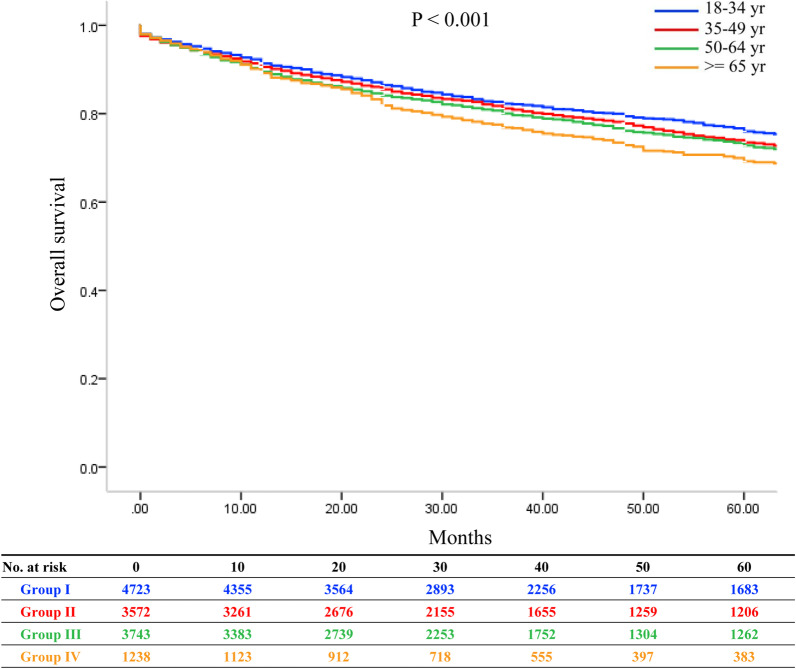 P < 0.001
18-34 yr
35-49 yr
50-64 yr
>= 65 yr
Overall survival
1.0
0.8
0.6
0.4
0.2
0.0
.00 10.00 20.00 30.00 40.00 50.00 60.00
Months
No. at risk 0 10 20 30 40 50 60
Group I 4723 4355 3564 2893 2256 1737 1683
Group II 3572 3261 2676 2155 1655 1259 1206
Group III 3743 3383 2739 2253 1752 1304 1262
Group IV 1238 1123 912 718 555 397 383